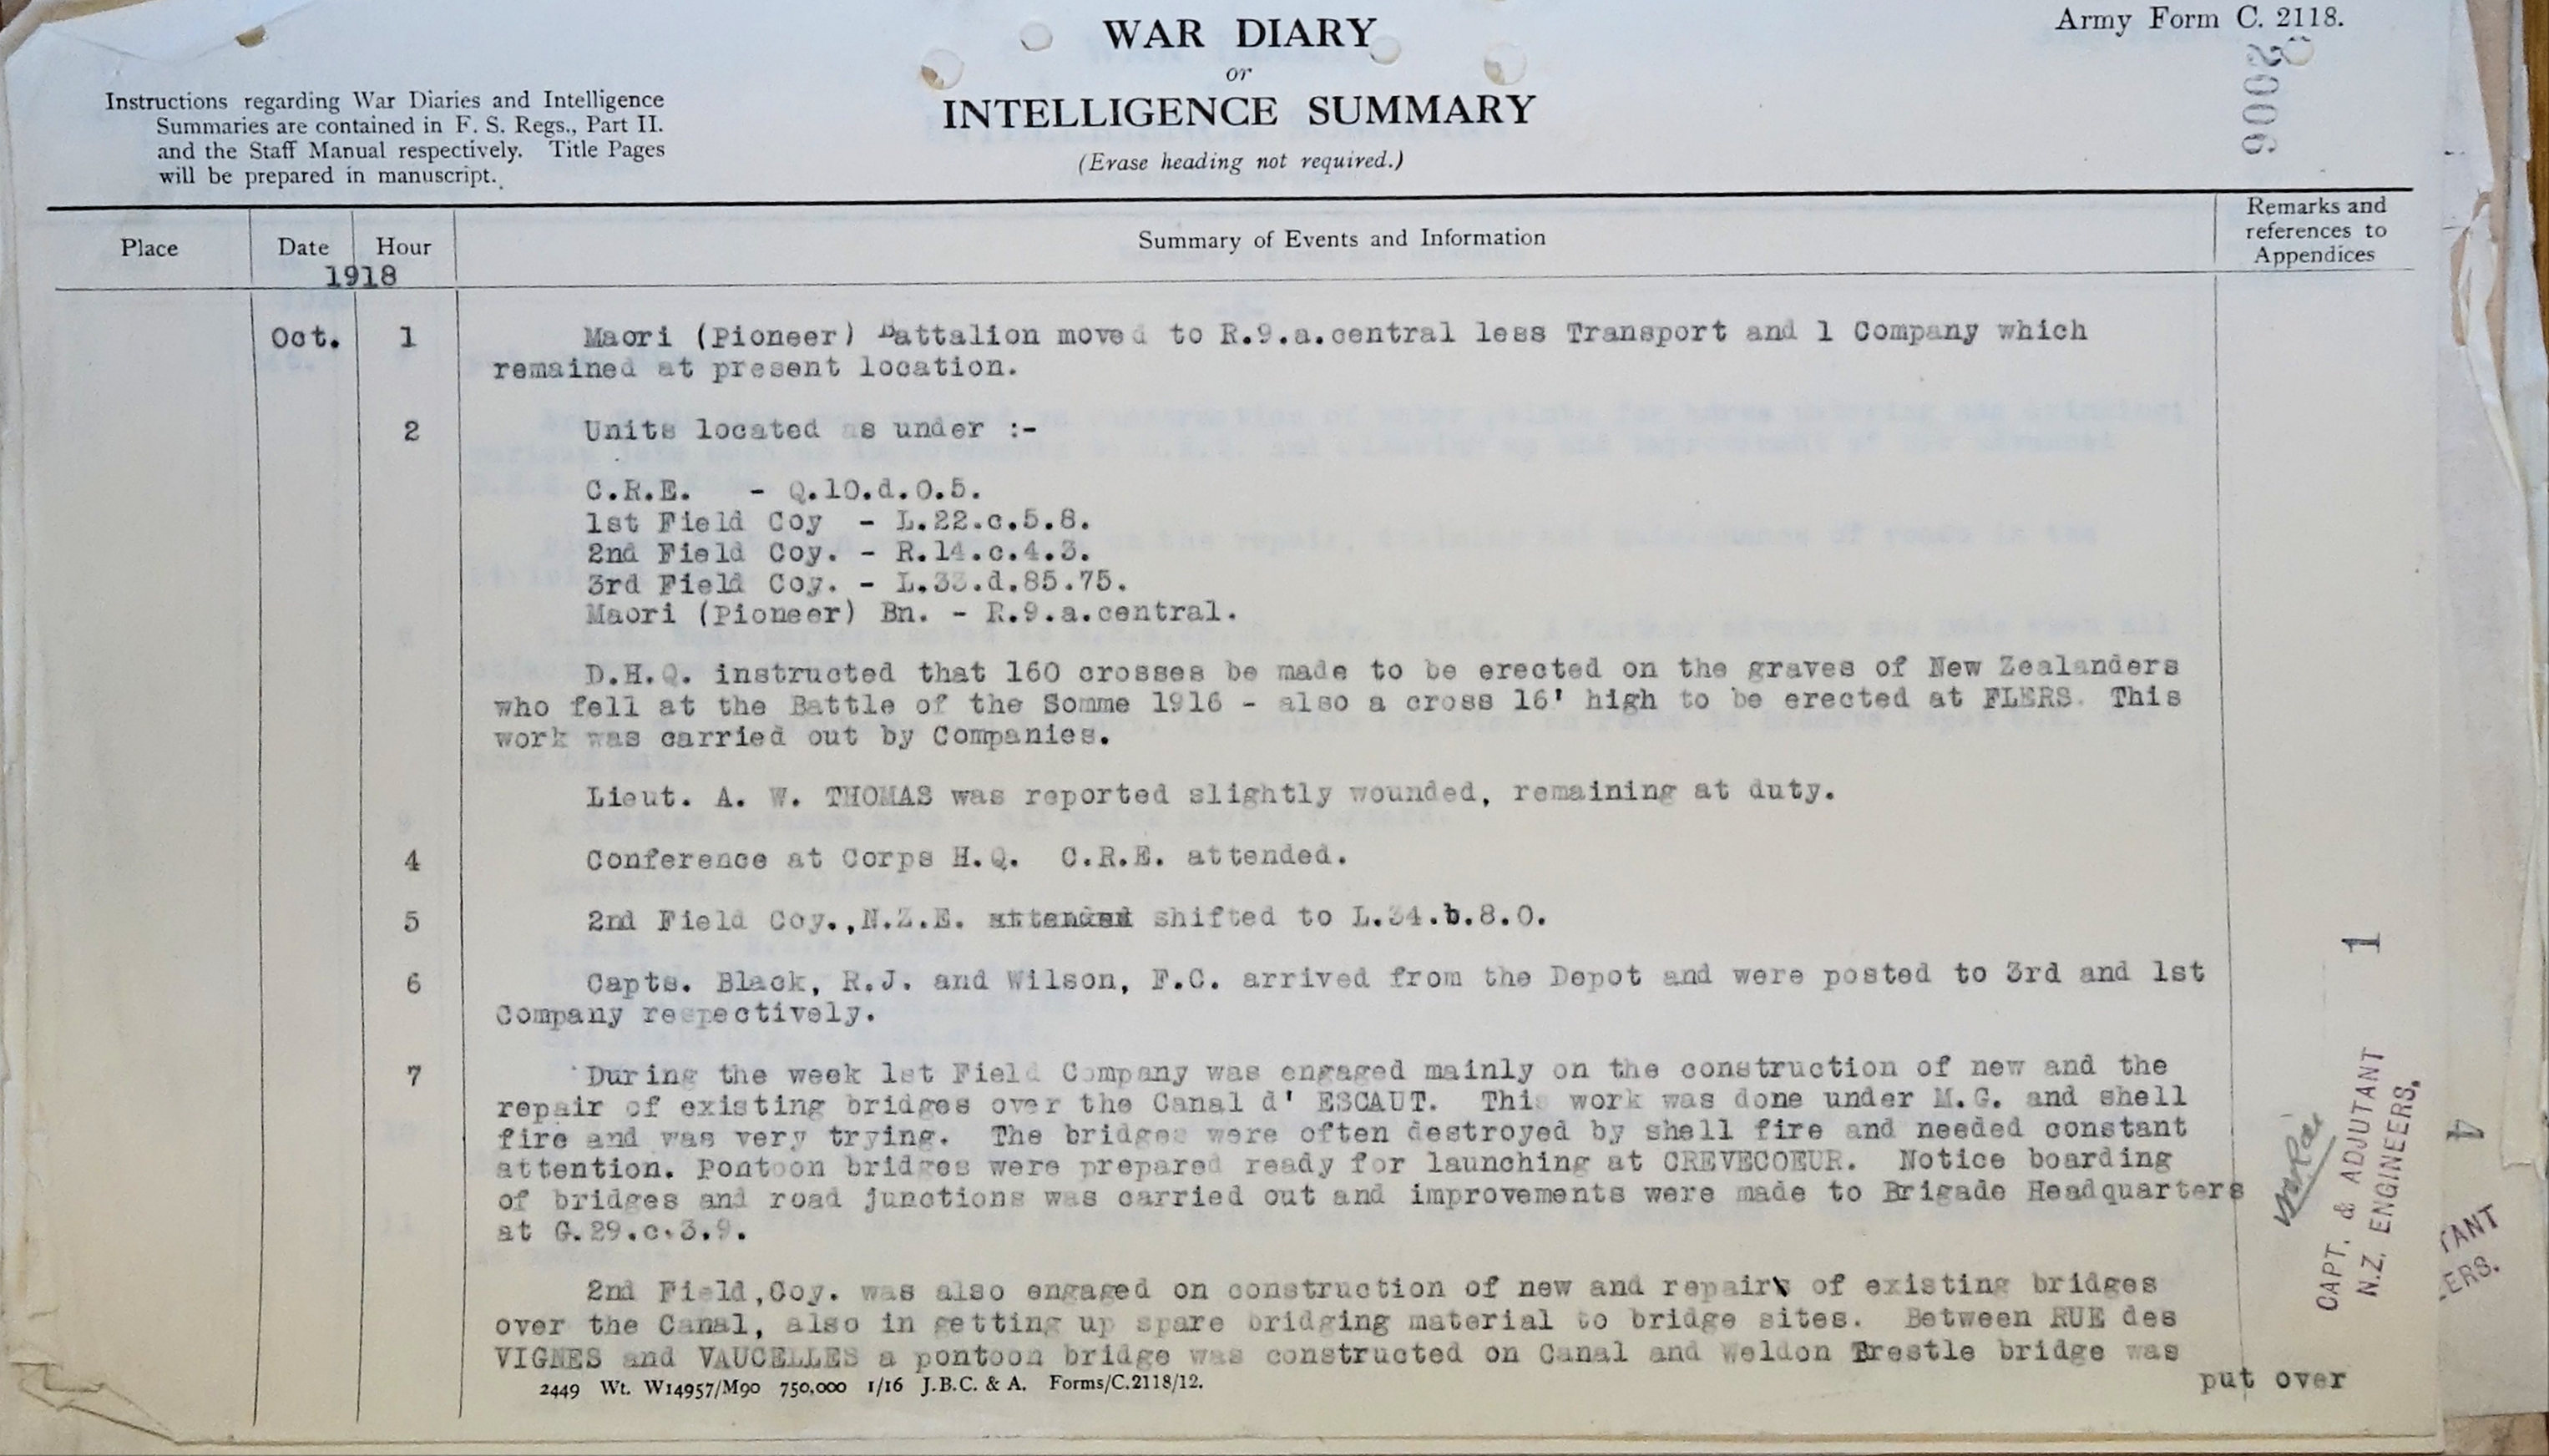 Army Form C. 2118.
WAR DIARY
or
INTELLIGENCE SUMMARY
(Erase heading not required.)
Instructions regarding War Diaries and Intelligence
Summaries are contained in F. S. Regs., Part II.
and the Staff Manual respectively. Title Pages
will be prepared in manuscript.
2006
Place
Date
Hour
1918
Summary of Events and Information
Remarks and
references to
Appendices
Oct. 1 Maori (Pioneer) Battalion moved to R.9.a.central less Transport and 1 Company which
remained at present location.
2 Units located as under :-
C.R.E. - Q.10.d.0.5.
1st Field Coy - L.22.c.5.8.
2nd Field Coy. - R.14.c.4.3.
3rd Field Coy. - L.33.d.85.75.
Maori (Pioneer) Bn. - R.9.a.central.
D.H.Q. instructed that 160 crosses be made to be erected on the graves of New Zealanders
who fell at the Battle of the Somme 1916 - also a cross 16' high to be erected at FLERS. This
work was carried out by Companies.
Lieut. A. W. THOMAS was reported slightly wounded, remaining at duty.
4 Conference at Corps H.Q. C.R.E. attended.
5 2nd Field Coy.,N.Z.E. attended shifted to L.34.b.8.0.
6 Capts. Black, R.J. and Wilson, F.C. arrived from the Depot and were posted to 3rd and 1st
Company respectively.
7 During the week 1st Field Company was engaged mainly on the construction of new and the
repair of existing bridges over the Canal d' ESCAUT. This work was done under M.G. and shell
fire and was very trying. The bridges were often destroyed by shell fire and needed constant
attention. Pontoon bridges were prepared ready for launching at CREVECOEUR. Notice boarding
of bridges and road junctions was carried out and improvements were made to Brigade Headquarters
at G.29.c.3.9.
2nd Field,Coy. was also engaged on construction of new and repair of existing bridges
over the Canal, also in getting up spare bridging material to bridge sites. Between RUE des
VIGNES and VAUCELLES a pontoon bridge was constructed on Canal and Weldon Trestle bridge was
put over
2449 Wt. W14957/M90 750,000 1/16 J.B.C. & A. Forms/C.2118/12.
1
CAPT. & ADJUTANT
N.Z. ENGINEERS.
4
TANT
ERS.